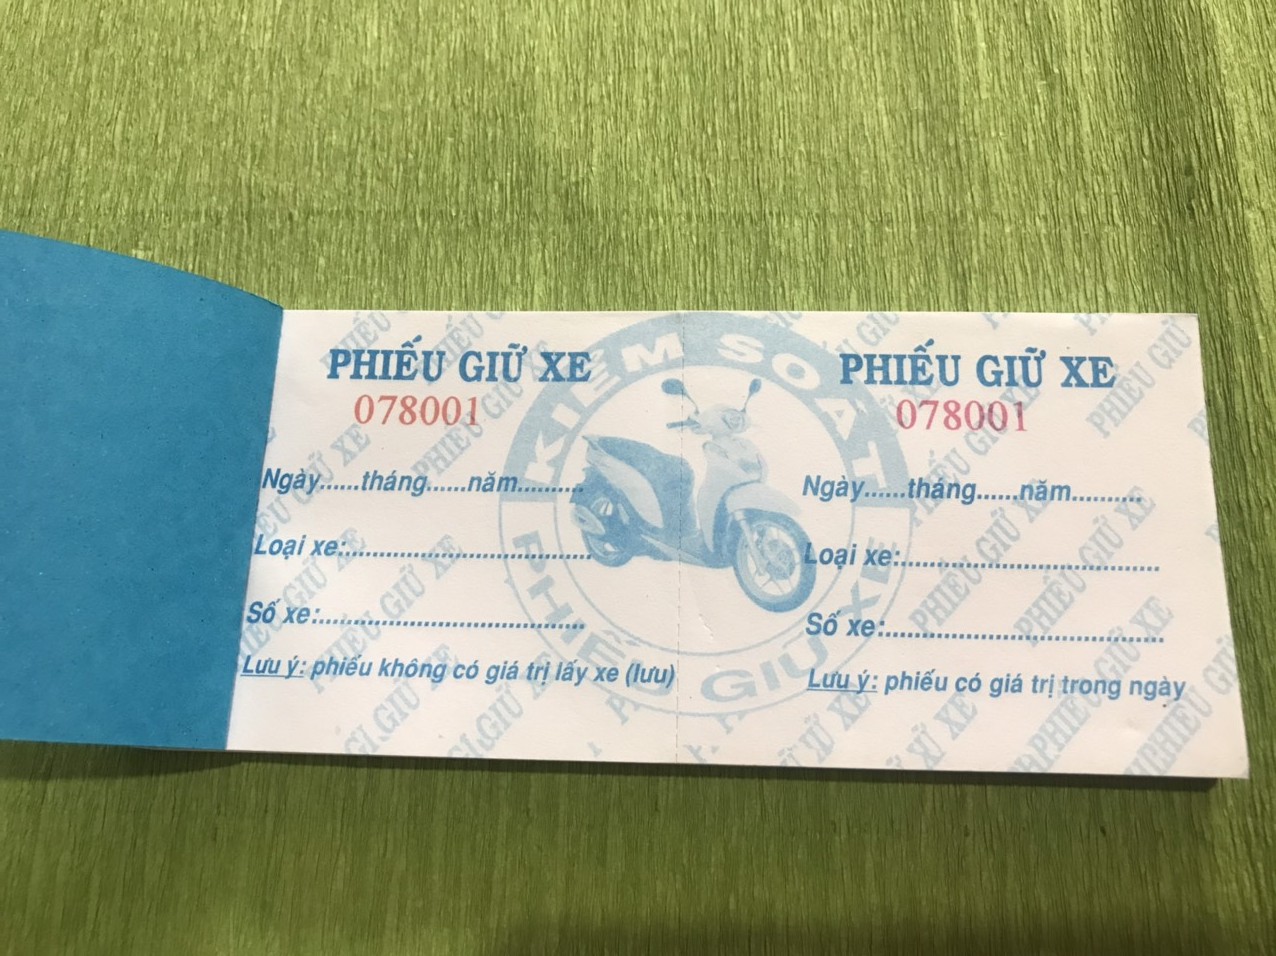 PHIẾU GIỮ XE
078001
Ngày......tháng......năm..........
Loại xe:......................................
Số xe:.........................................
Lưu ý: phiếu không có giá trị lấy xe (lưu)
PHIẾU GIỮ XE
078001
Ngày......tháng......năm..........
Loại xe:......................................
Số xe:.........................................
Lưu ý: phiếu có giá trị trong ngày
KIỂM SOÁT
PHIẾU GIỮ XE